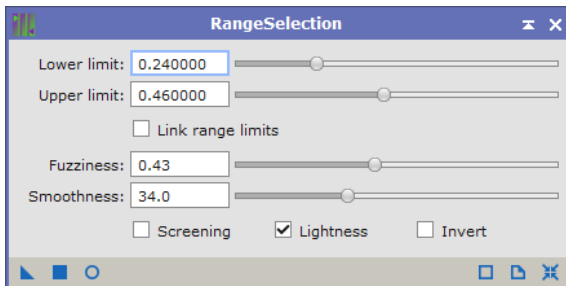 RangeSelection
Lower limit: 0.240000
Upper limit: 0.460000
Link range limits
Fuzziness: 0.43
Smoothness: 34.0
Screening Lightness Invert